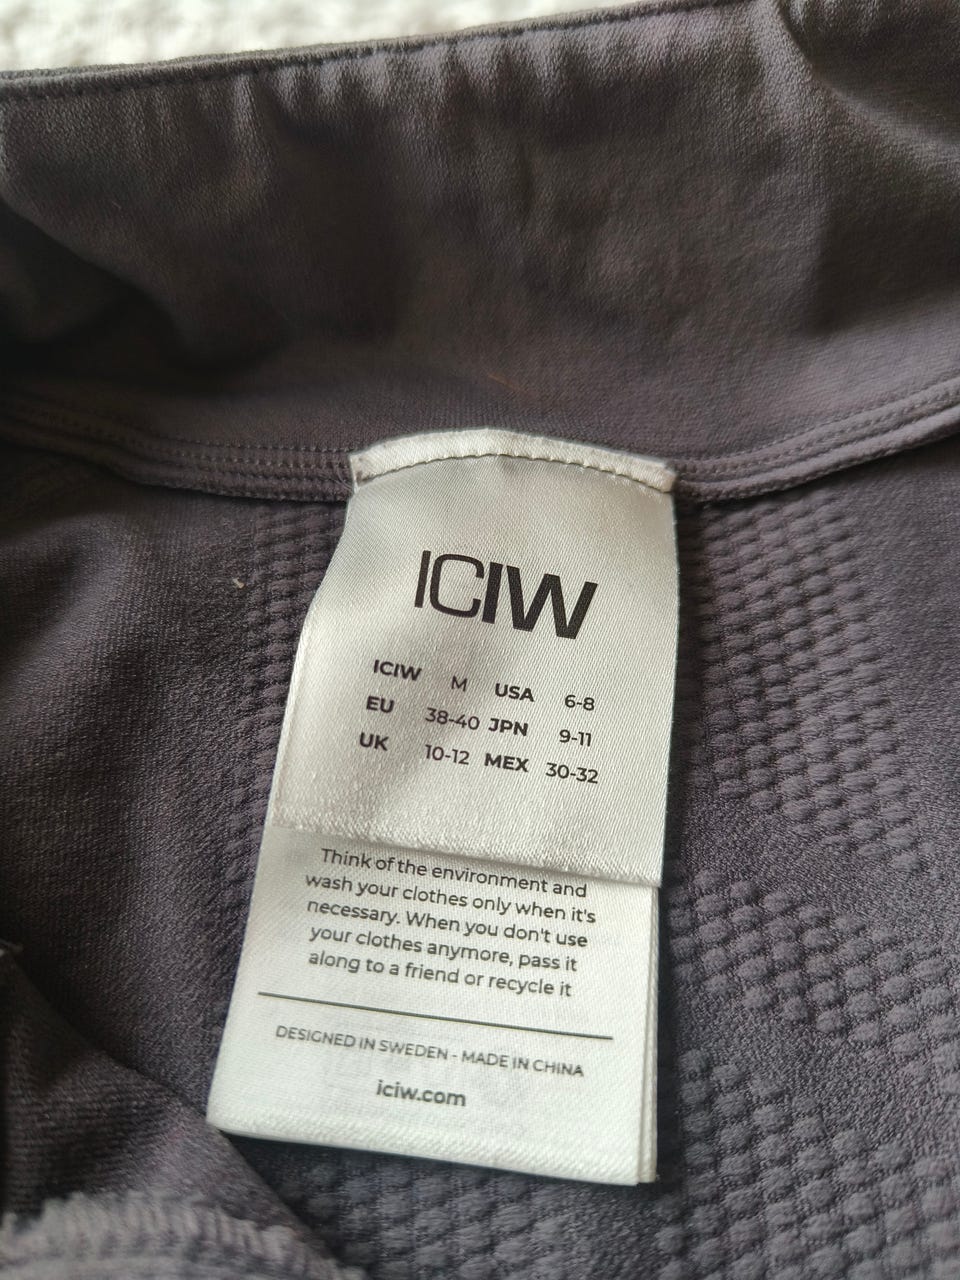 ICIW
ICIW M USA 6-8
EU 38-40 JPN 9-11
UK 10-12 MEX 30-32
Think of the environment and
wash your clothes only when it's
necessary. When you don't use
your clothes anymore, pass it
along to a friend or recycle it
DESIGNED IN SWEDEN - MADE IN CHINA
iciw.com